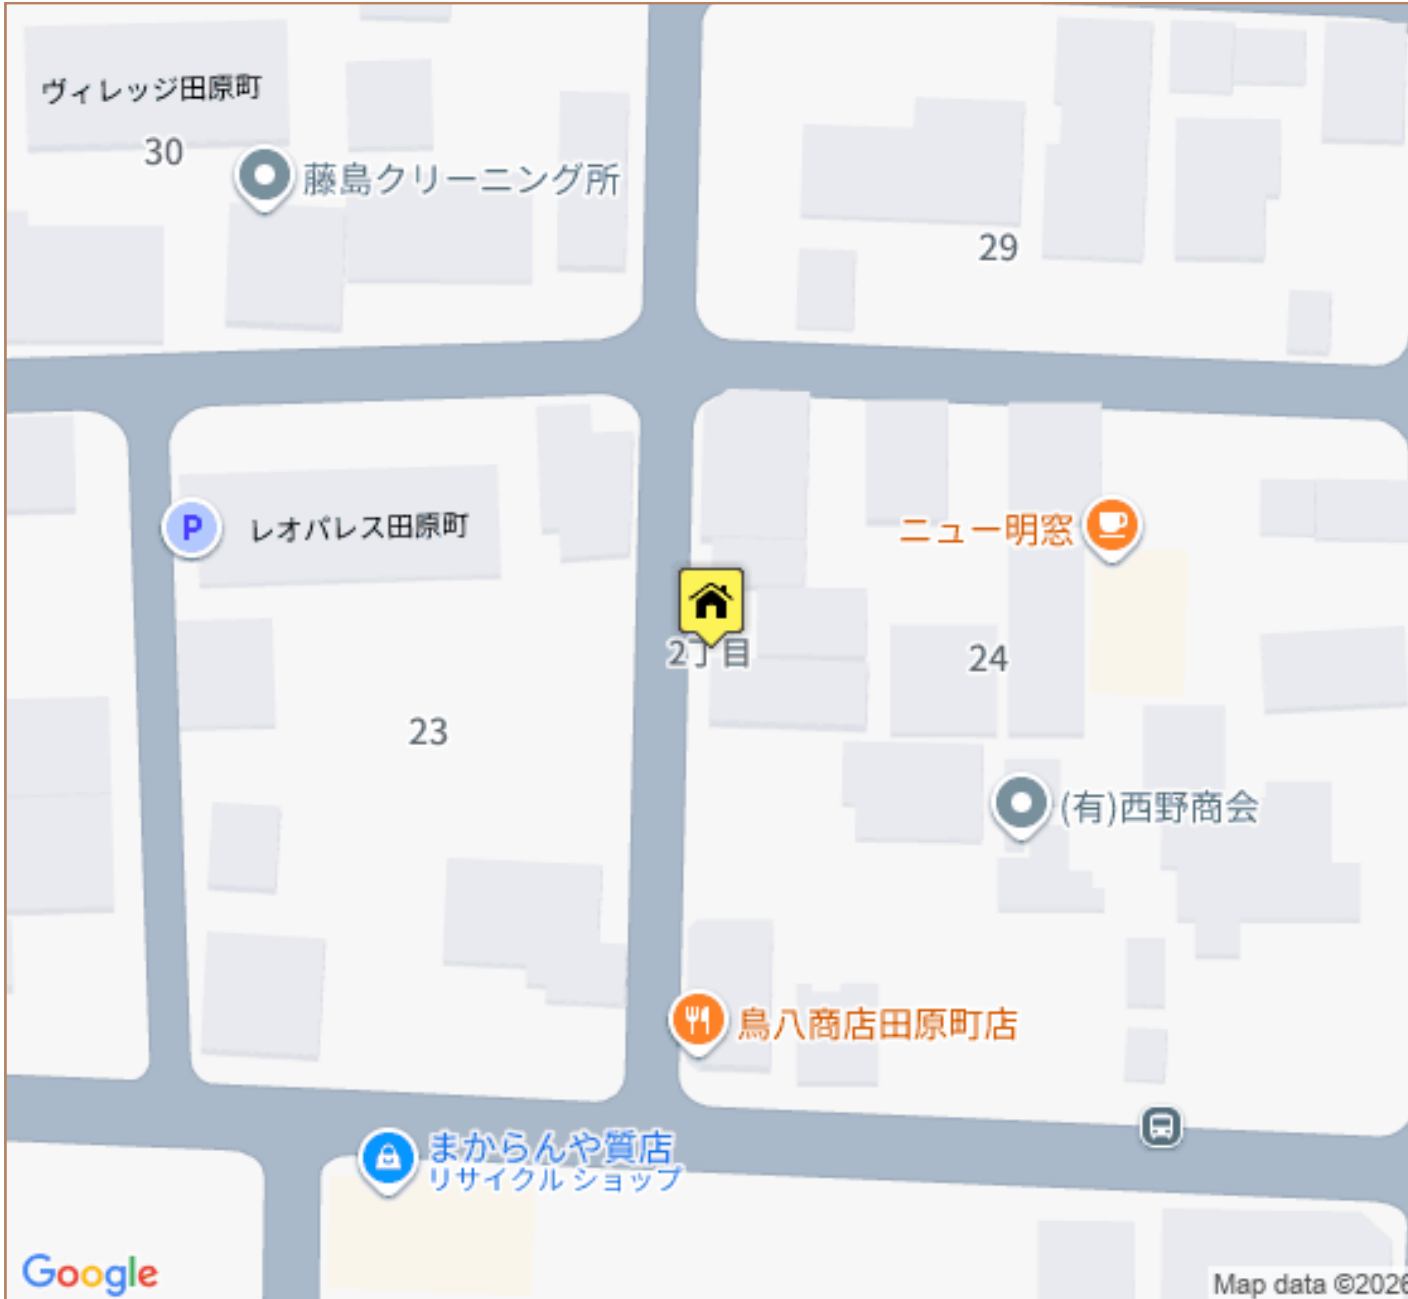 ヴィレッジ田原町
30
藤島クリーニング所
29
P
レオパレス田原町
ニュー明窓
2丁目
24
23
(有)西野商会
鳥八商店田原町店
まからんや質店
リサイクル ショップ
Google
Map data ©2026